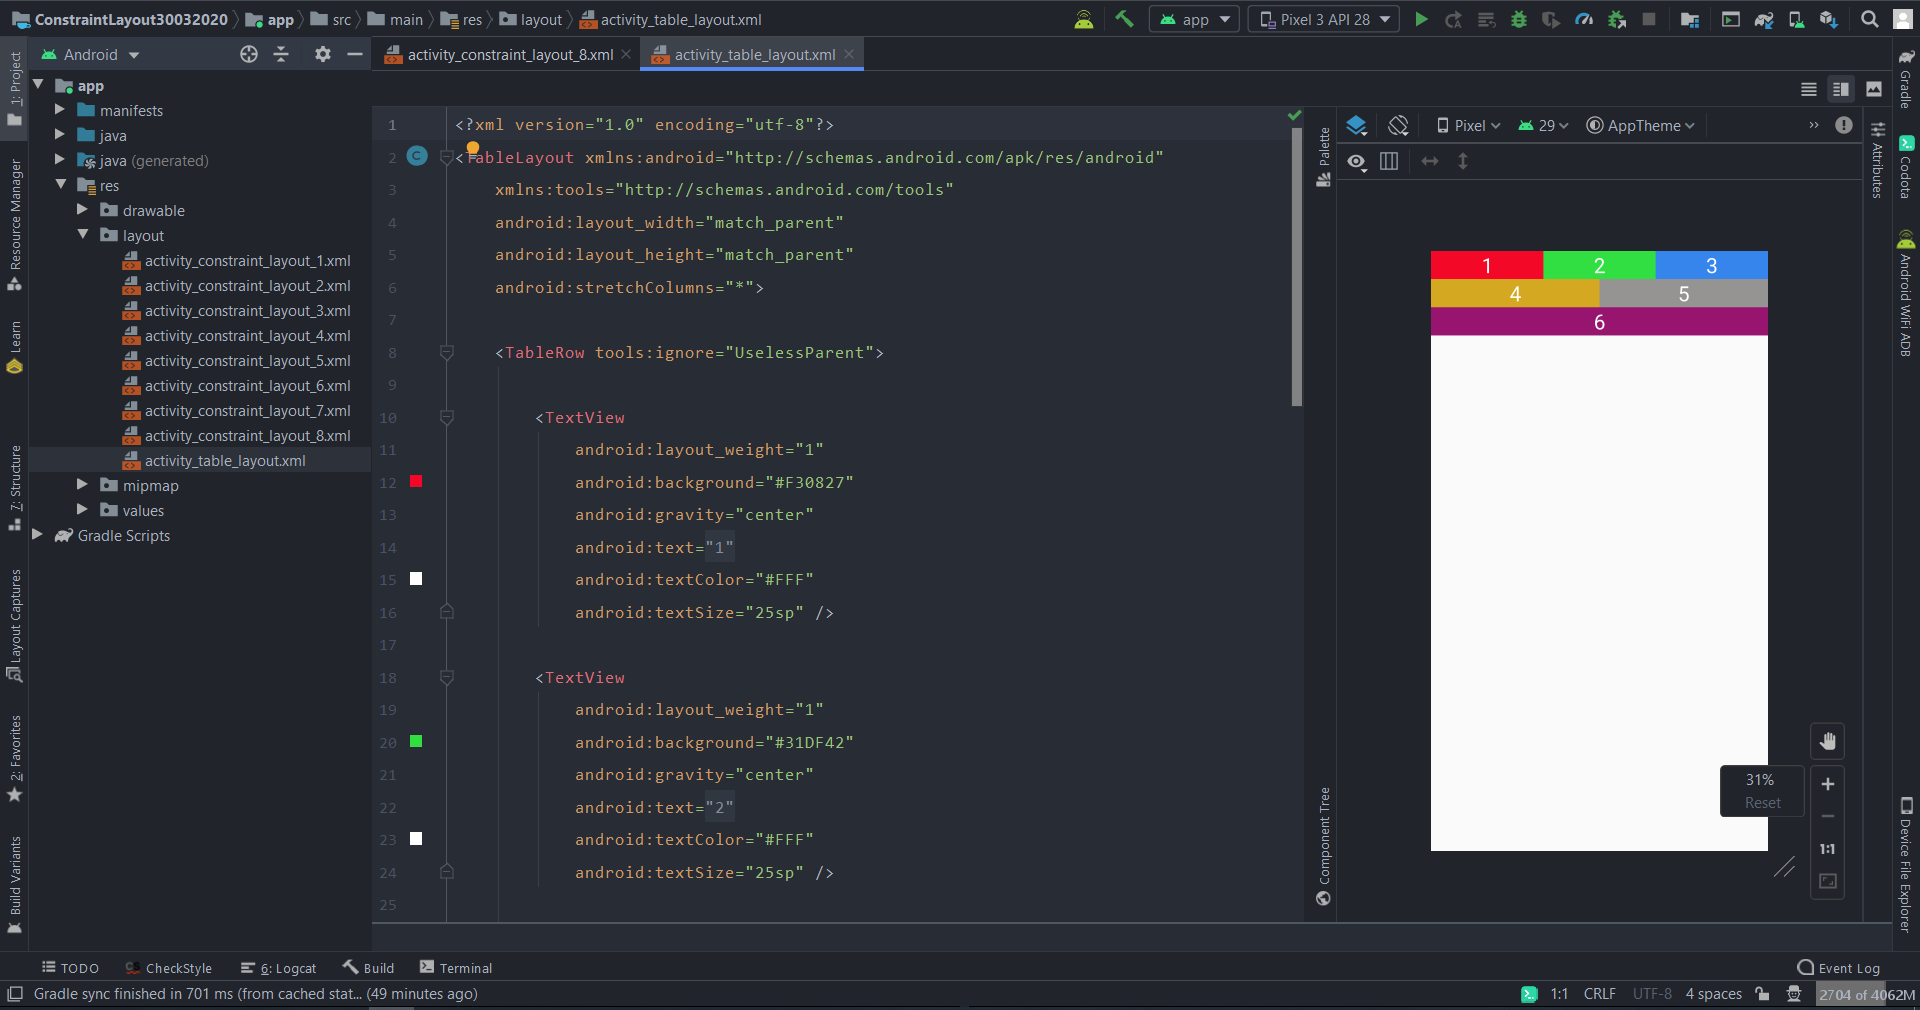 ConstraintLayout30032020 app src main res layout activity_table_layout.xml
app Pixel 3 API 28
Android
activity_constraint_layout_8.xml activity_table_layout.xml
app
manifests
java
java (generated)
res
drawable
layout
activity_constraint_layout_1.xml
activity_constraint_layout_2.xml
activity_constraint_layout_3.xml
activity_constraint_layout_4.xml
activity_constraint_layout_5.xml
activity_constraint_layout_6.xml
activity_constraint_layout_7.xml
activity_constraint_layout_8.xml
activity_table_layout.xml
mipmap
values
Gradle Scripts
1: Project
Resource Manager
Learn
7: Structure
Layout Captures
2: Favorites
Build Variants
1 <?xml version="1.0" encoding="utf-8"?>
2 C <TableLayout xmlns:android="http://schemas.android.com/apk/res/android"
3 xmlns:tools="http://schemas.android.com/tools"
4 android:layout_width="match_parent"
5 android:layout_height="match_parent"
6 android:stretchColumns="*">
7
8 <TableRow tools:ignore="UselessParent">
9
10 <TextView
11 android:layout_weight="1"
12 android:background="#F30827"
13 android:gravity="center"
14 android:text="1"
15 android:textColor="#FFF"
16 android:textSize="25sp" />
17
18 <TextView
19 android:layout_weight="1"
20 android:background="#31DF42"
21 android:gravity="center"
22 android:text="2"
23 android:textColor="#FFF"
24 android:textSize="25sp" />
25
Palette
Component Tree
Pixel 29 AppTheme »
1 2 3
4 5
6
31%
Reset
1:1
Attributes
Gradle
Codota
Android WiFi ADB
Device File Explorer
TODO CheckStyle 6: Logcat Build Terminal
Event Log
Gradle sync finished in 701 ms (from cached stat... (49 minutes ago)
1:1 CRLF UTF-8 4 spaces 2704 of 4062M